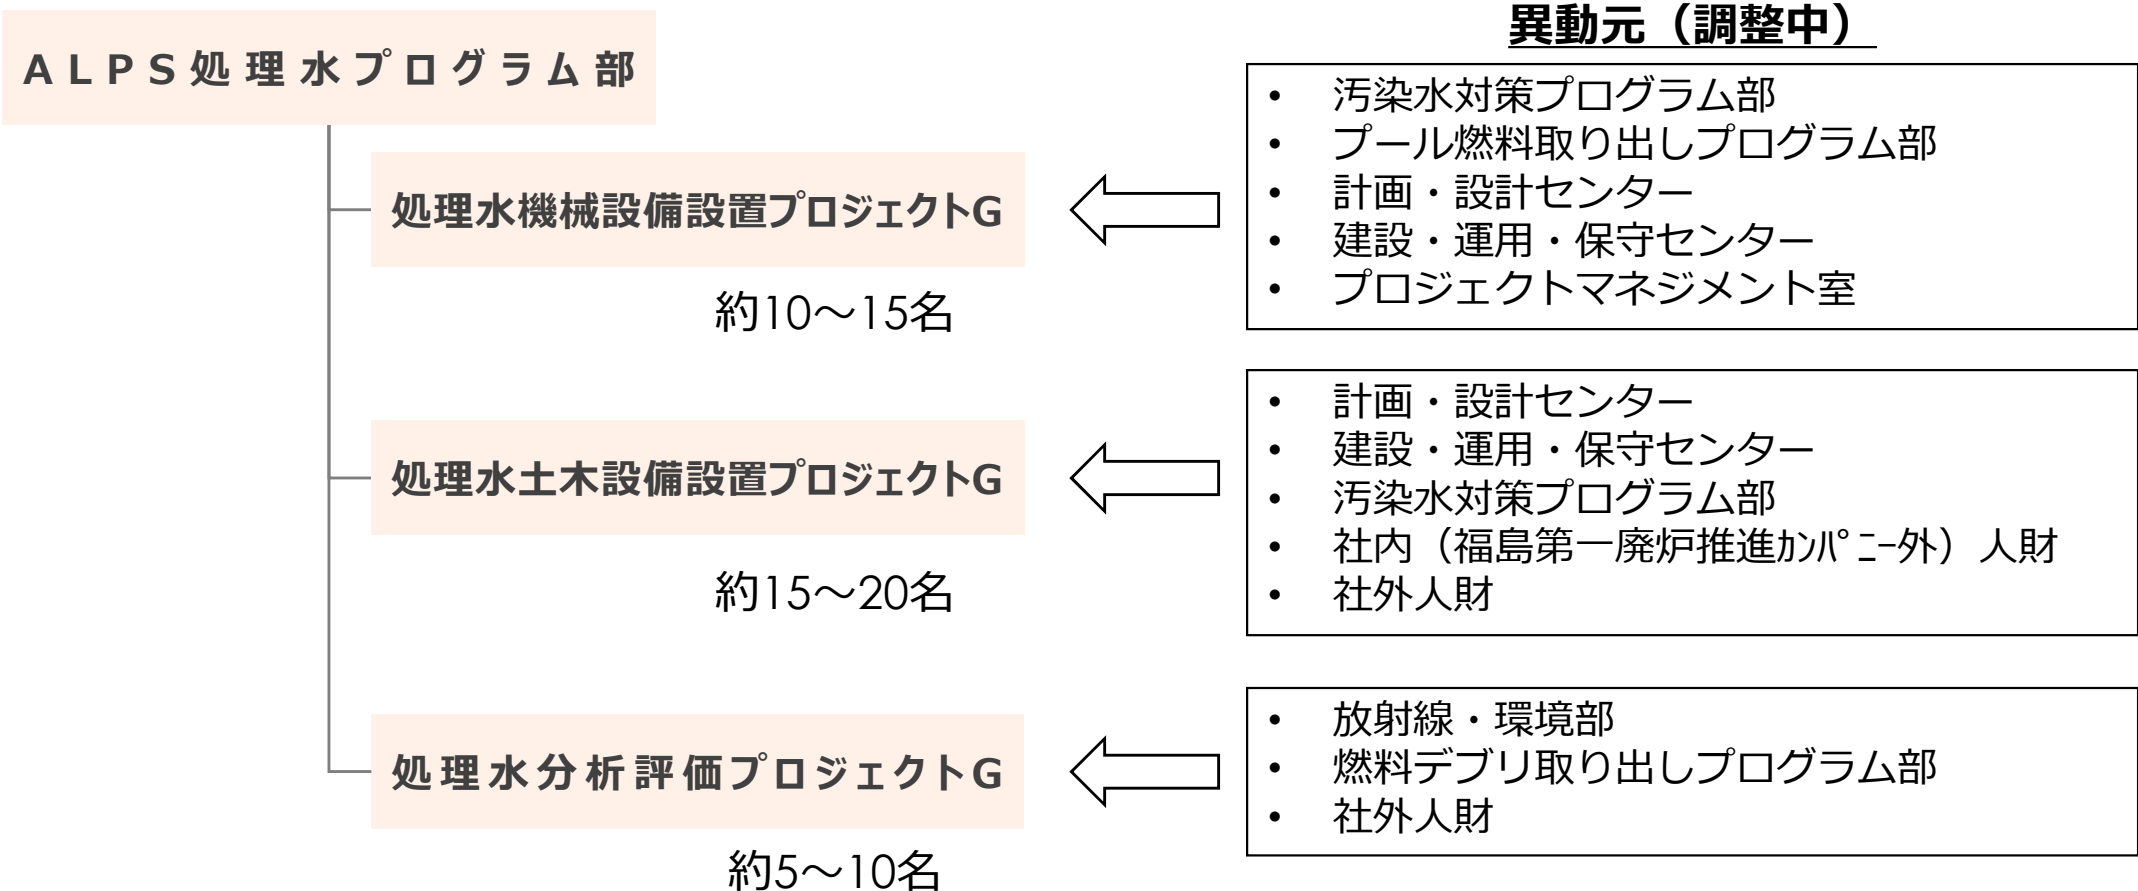 ALPS処理水プログラム部
処理水機械設備設置プロジェクトG
約10～15名
処理水土木設備設置プロジェクトG
約15～20名
処理水分析評価プロジェクトG
約5～10名
異動元（調整中）
• 汚染水対策プログラム部
• プール燃料取り出しプログラム部
• 計画・設計センター
• 建設・運用・保守センター
• プロジェクトマネジメント室
• 計画・設計センター
• 建設・運用・保守センター
• 汚染水対策プログラム部
• 社内（福島第一廃炉推進ｶﾝﾊﾟﾆｰ外）人財
• 社外人財
• 放射線・環境部
• 燃料デブリ取り出しプログラム部
• 社外人財